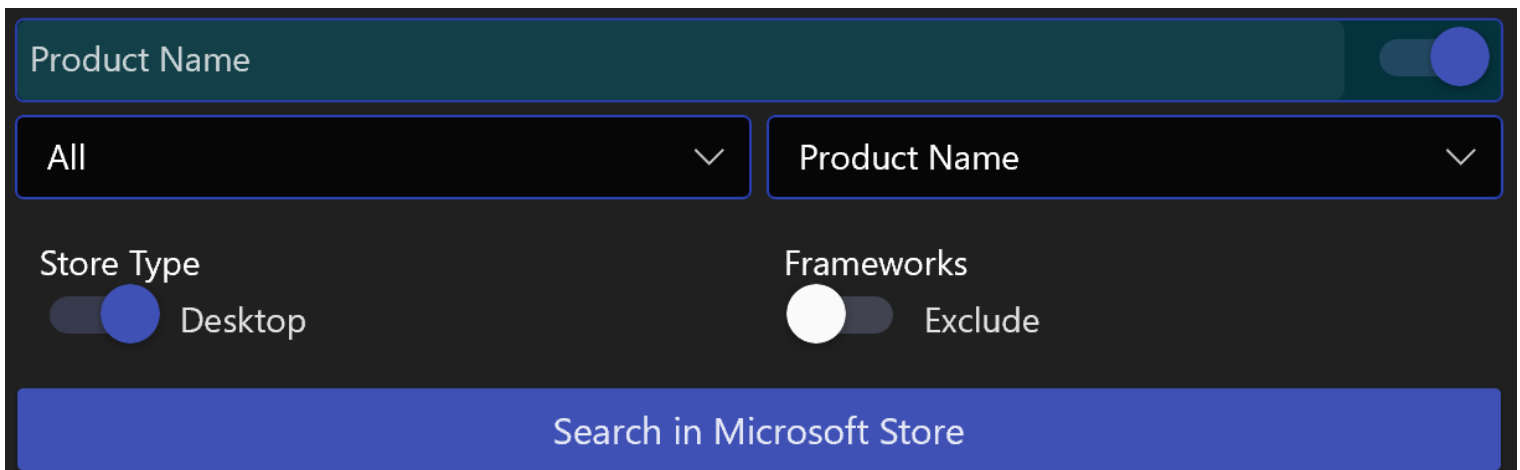 Product Name
All
Product Name
Store Type
Frameworks
Desktop
Exclude
Search in Microsoft Store